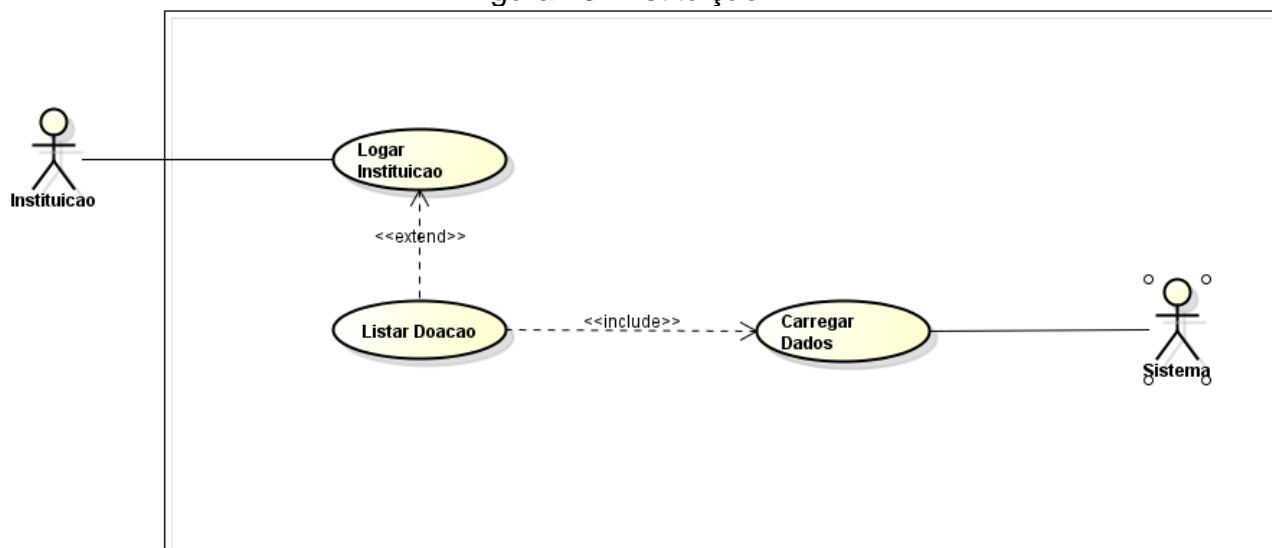 Logar
Instituicao
Instituicao
<<extend>>
Listar Doacao
<<include>>
Carregar
Dados
Sistema